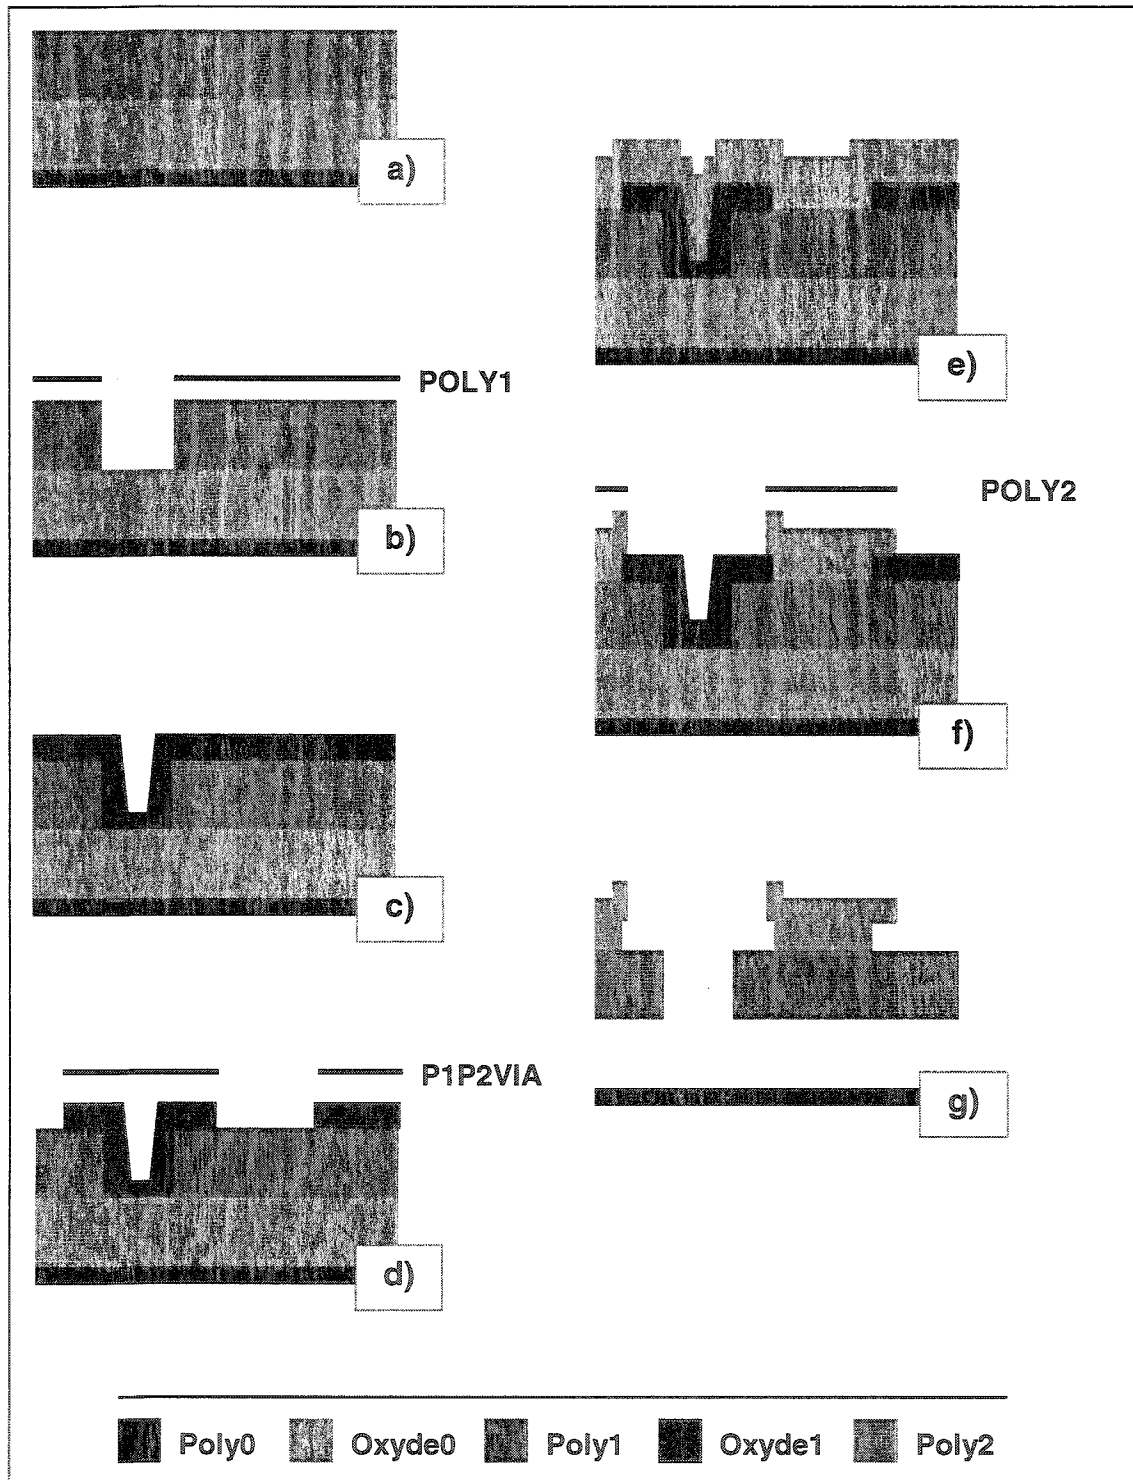 a)
POLY1
b)
c)
P1P2VIA
d)
e)
POLY2
f)
g)
Poly0 Oxyde0 Poly1 Oxyde1 Poly2